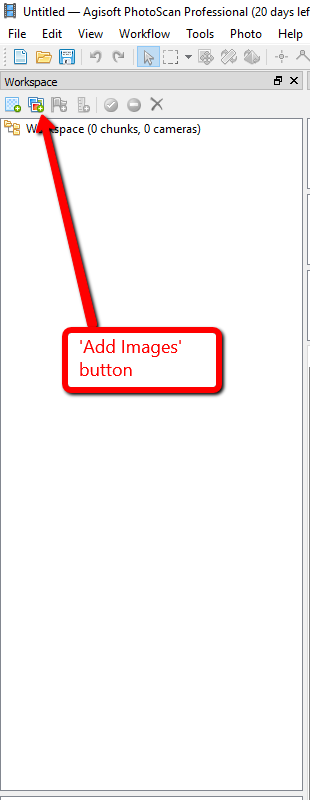 Untitled — Agisoft PhotoScan Professional (20 days lef
File Edit View Workflow Tools Photo Help
Workspace
Workspace (0 chunks, 0 cameras)
'Add Images'
button